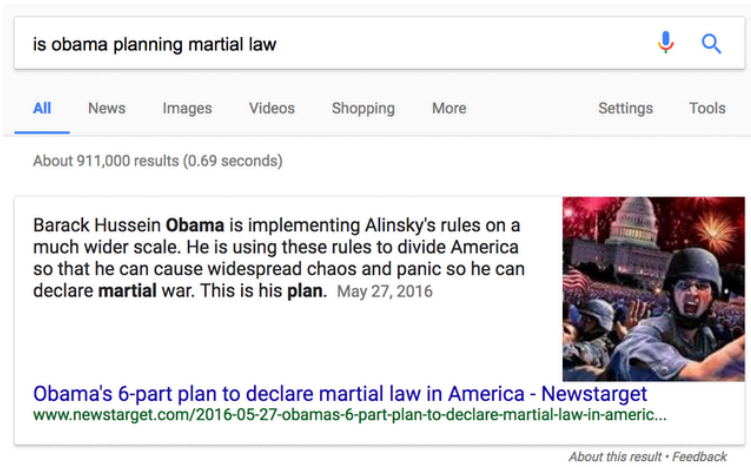 is obama planning martial law
All News Images Videos Shopping More Settings Tools
About 911,000 results (0.69 seconds)
Barack Hussein Obama is implementing Alinsky's rules on a
much wider scale. He is using these rules to divide America
so that he can cause widespread chaos and panic so he can
declare martial war. This is his plan. May 27, 2016
Obama's 6-part plan to declare martial law in America - Newstarget
www.newstarget.com/2016-05-27-obamas-6-part-plan-to-declare-martial-law-in-americ...
About this result • Feedback